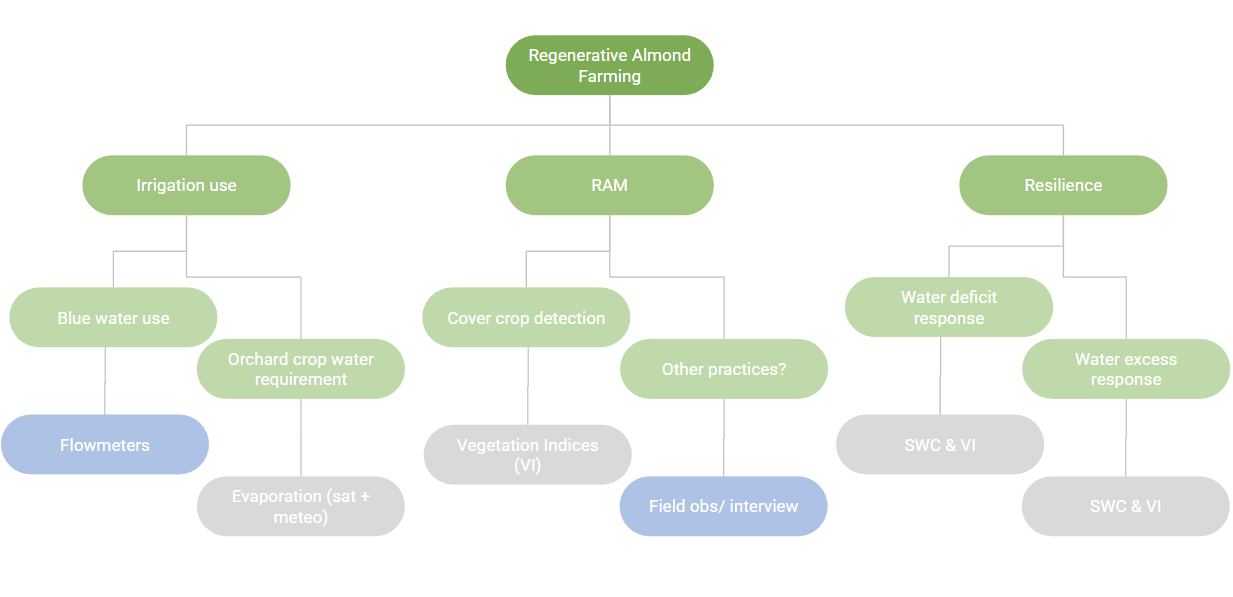 Regenerative Almond
Farming
Irrigation use
RAM
Resilience
Blue water use
Orchard crop water
requirement
Cover crop detection
Other practices?
Water deficit
response
Water excess
response
Flowmeters
Evaporation (sat +
meteo)
Vegetation Indices
(VI)
Field obs/ interview
SWC & VI
SWC & VI